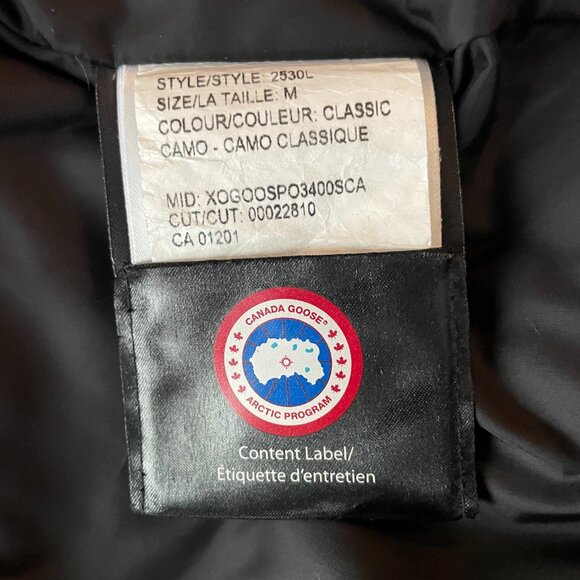 STYLE/STYLE: 2530L
SIZE/LA TAILLE: M
COLOUR/COULEUR: CLASSIC
CAMO - CAMO CLASSIQUE
MID: XOGOOSPO3400SCA
CUT/CUT: 00022810
CA 01201
CANADA GOOSE®
ARCTIC PROGRAM
Content Label/
Étiquette d'entretien